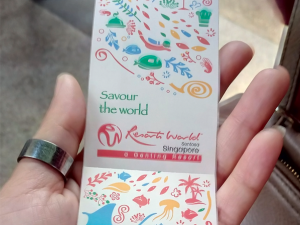 Savour
the world
Resorts World
Sentosa
Singapore
A Genting Resort